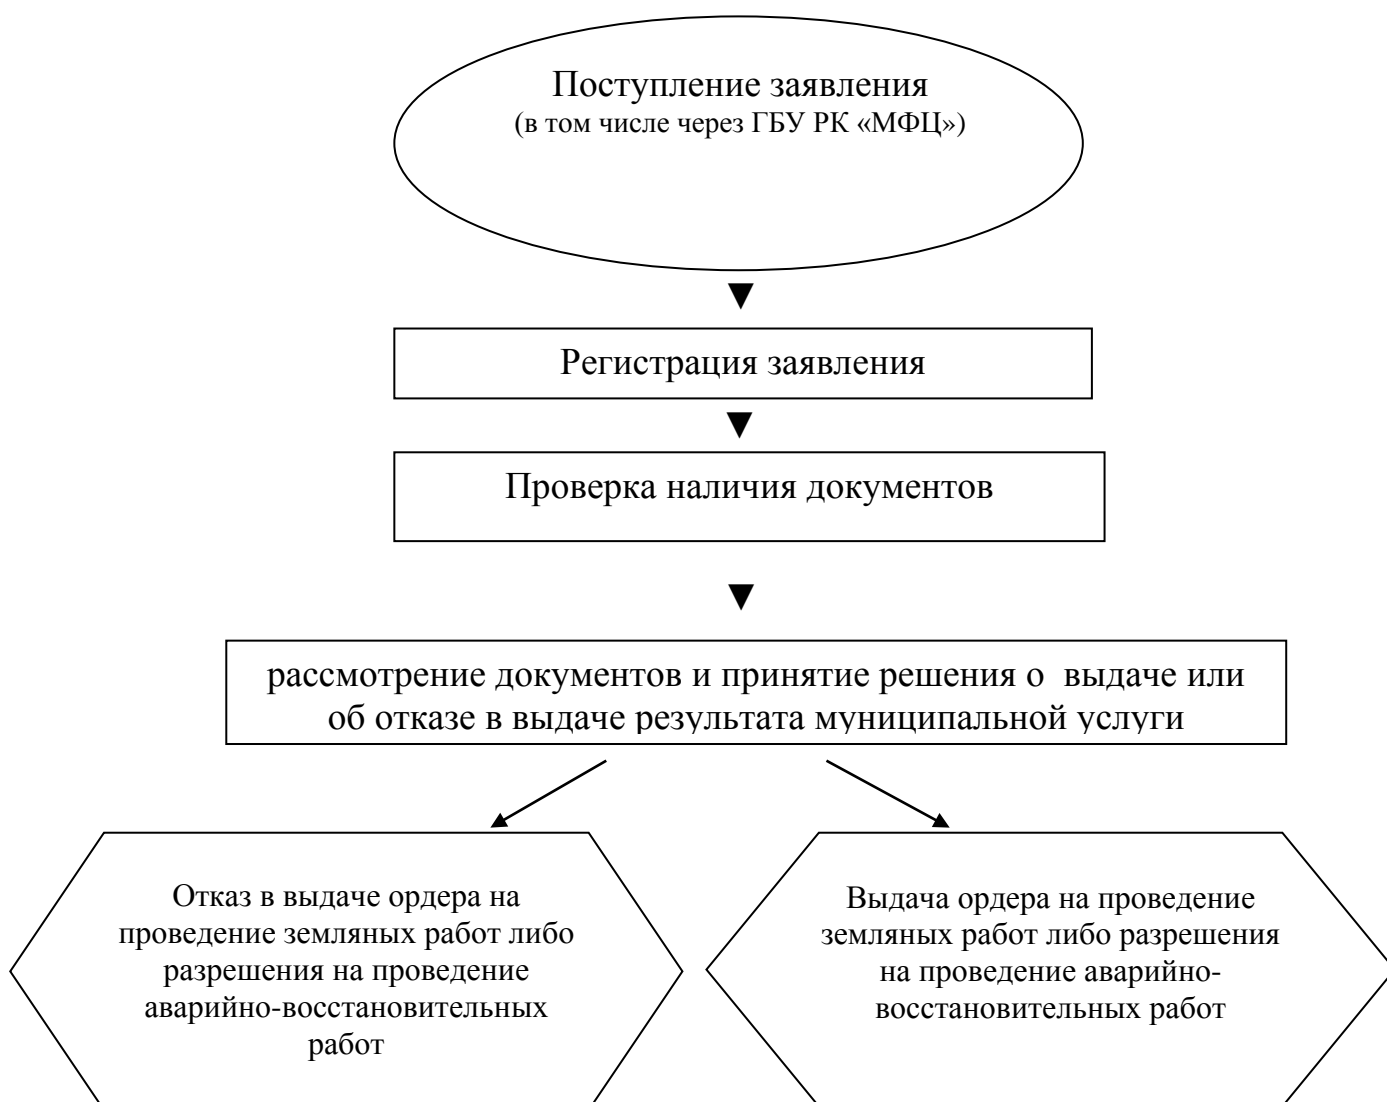 Поступление заявления
(в том числе через ГБУ РК «МФЦ»)
Регистрация заявления
Проверка наличия документов
рассмотрение документов и принятие решения о выдаче или
об отказе в выдаче результата муниципальной услуги
Отказ в выдаче ордера на
проведение земляных работ либо
разрешения на проведение
аварийно-восстановительных
работ
Выдача ордера на проведение
земляных работ либо разрешения
на проведение аварийно-
восстановительных работ